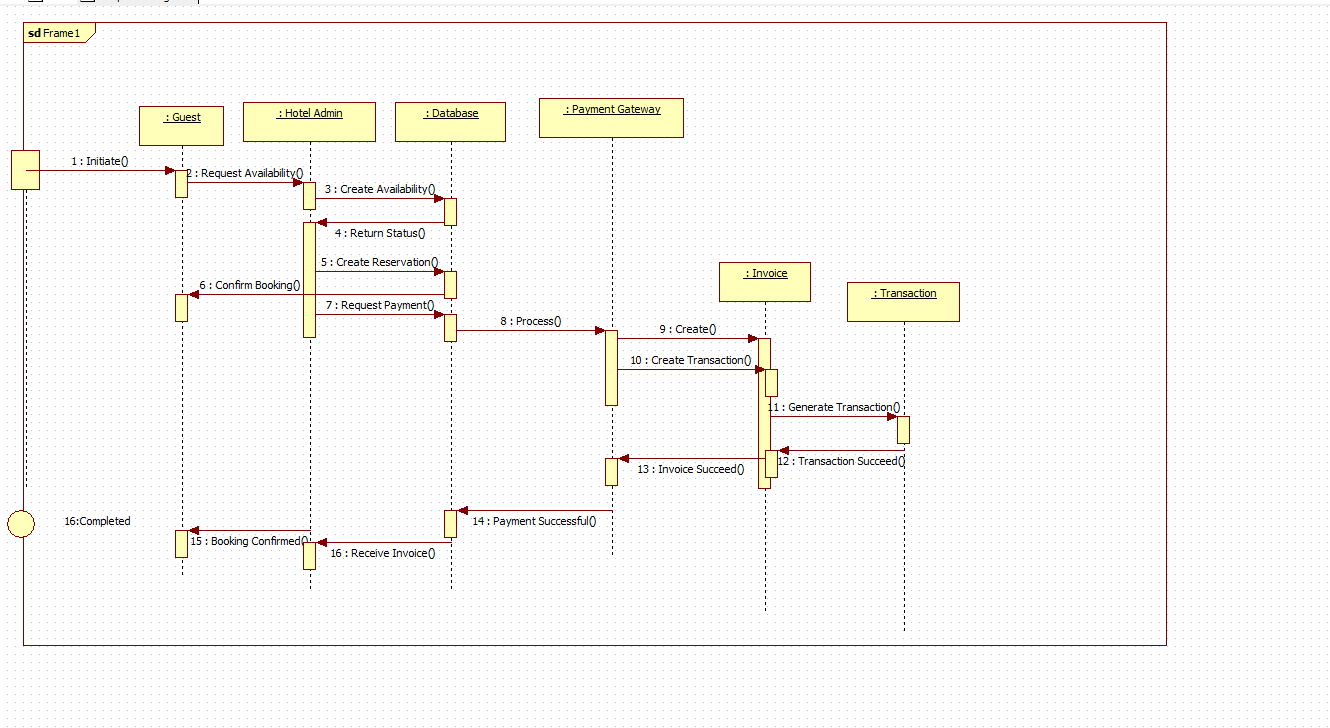 sd Frame1
: Guest
: Hotel Admin
: Database
: Payment Gateway
1 : Initiate()
2 : Request Availability()
3 : Create Availability()
4 : Return Status()
5 : Create Reservation()
: Invoice
6 : Confirm Booking()
: Transaction
7 : Request Payment()
8 : Process()
9 : Create()
10 : Create Transaction()
11 : Generate Transaction()
12 : Transaction Succeed()
13 : Invoice Succeed()
16:Completed
14 : Payment Successful()
15 : Booking Confirmed()
16 : Receive Invoice()